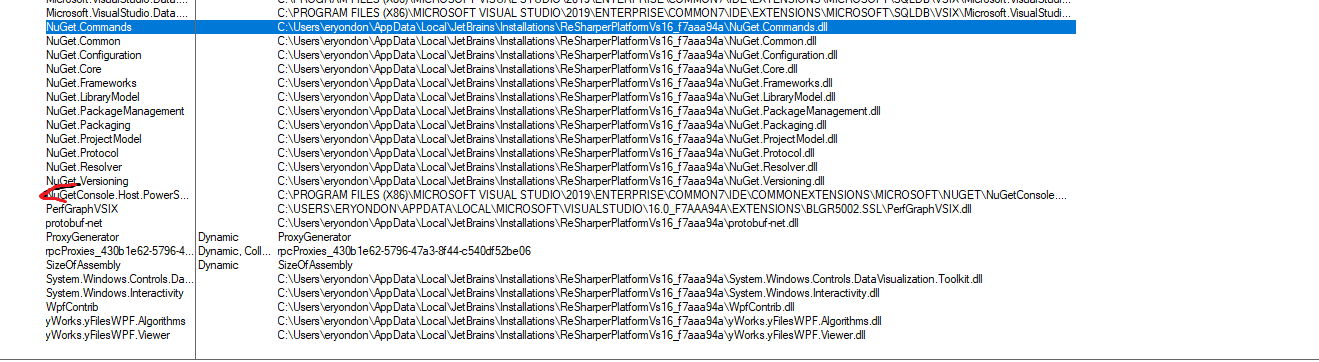 Microsoft.VisualStudio.Data.... C:\PROGRAM FILES (X86)\MICROSOFT VISUAL STUDIO\2019\ENTERPRISE\COMMON7\IDE\EXTENSIONS\MICROSOFT\SQLDB\VSIX\Microsoft.VisualStudi...
NuGet.Commands C:\Users\eryondon\AppData\Local\JetBrains\Installations\ReSharperPlatformVs16_f7aaa94a\NuGet.Commands.dll
NuGet.Common C:\Users\eryondon\AppData\Local\JetBrains\Installations\ReSharperPlatformVs16_f7aaa94a\NuGet.Common.dll
NuGet.Configuration C:\Users\eryondon\AppData\Local\JetBrains\Installations\ReSharperPlatformVs16_f7aaa94a\NuGet.Configuration.dll
NuGet.Core C:\Users\eryondon\AppData\Local\JetBrains\Installations\ReSharperPlatformVs16_f7aaa94a\NuGet.Core.dll
NuGet.Frameworks C:\Users\eryondon\AppData\Local\JetBrains\Installations\ReSharperPlatformVs16_f7aaa94a\NuGet.Frameworks.dll
NuGet.LibraryModel C:\Users\eryondon\AppData\Local\JetBrains\Installations\ReSharperPlatformVs16_f7aaa94a\NuGet.LibraryModel.dll
NuGet.PackageManagement C:\Users\eryondon\AppData\Local\JetBrains\Installations\ReSharperPlatformVs16_f7aaa94a\NuGet.PackageManagement.dll
NuGet.Packaging C:\Users\eryondon\AppData\Local\JetBrains\Installations\ReSharperPlatformVs16_f7aaa94a\NuGet.Packaging.dll
NuGet.ProjectModel C:\Users\eryondon\AppData\Local\JetBrains\Installations\ReSharperPlatformVs16_f7aaa94a\NuGet.ProjectModel.dll
NuGet.Protocol C:\Users\eryondon\AppData\Local\JetBrains\Installations\ReSharperPlatformVs16_f7aaa94a\NuGet.Protocol.dll
NuGet.Resolver C:\Users\eryondon\AppData\Local\JetBrains\Installations\ReSharperPlatformVs16_f7aaa94a\NuGet.Resolver.dll
NuGet.Versioning C:\Users\eryondon\AppData\Local\JetBrains\Installations\ReSharperPlatformVs16_f7aaa94a\NuGet.Versioning.dll
NuGetConsole.Host.PowerS... C:\PROGRAM FILES (X86)\MICROSOFT VISUAL STUDIO\2019\ENTERPRISE\COMMON7\IDE\COMMONEXTENSIONS\MICROSOFT\NUGET\NuGetConsole....
PerfGraphVSIX C:\USERS\ERYONDON\APPDATA\LOCAL\MICROSOFT\VISUALSTUDIO\16.0_F7AAA94A\EXTENSIONS\BLGR5002.SSL\PerfGraphVSIX.dll
protobuf-net C:\Users\eryondon\AppData\Local\JetBrains\Installations\ReSharperPlatformVs16_f7aaa94a\protobuf-net.dll
ProxyGenerator Dynamic ProxyGenerator
rpcProxies_430b1e62-5796-4... Dynamic, Coll... rpcProxies_430b1e62-5796-47a3-8f44-c540df52be06
SizeOfAssembly Dynamic SizeOfAssembly
System.Windows.Controls.Da... C:\Users\eryondon\AppData\Local\JetBrains\Installations\ReSharperPlatformVs16_f7aaa94a\System.Windows.Controls.DataVisualization.Toolkit.dll
System.Windows.Interactivity C:\Users\eryondon\AppData\Local\JetBrains\Installations\ReSharperPlatformVs16_f7aaa94a\System.Windows.Interactivity.dll
WpfContrib C:\Users\eryondon\AppData\Local\JetBrains\Installations\ReSharperPlatformVs16_f7aaa94a\WpfContrib.dll
yWorks.yFilesWPF.Algorithms C:\Users\eryondon\AppData\Local\JetBrains\Installations\ReSharperPlatformVs16_f7aaa94a\yWorks.yFilesWPF.Algorithms.dll
yWorks.yFilesWPF.Viewer C:\Users\eryondon\AppData\Local\JetBrains\Installations\ReSharperPlatformVs16_f7aaa94a\yWorks.yFilesWPF.Viewer.dll